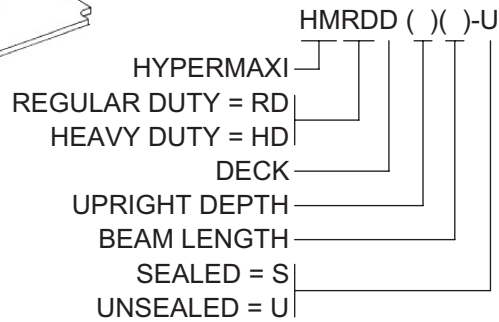 HMRDD ( )( )-U
HYPERMAXI
REGULAR DUTY = RD
HEAVY DUTY = HD
DECK
UPRIGHT DEPTH
BEAM LENGTH
SEALED = S
UNSEALED = U